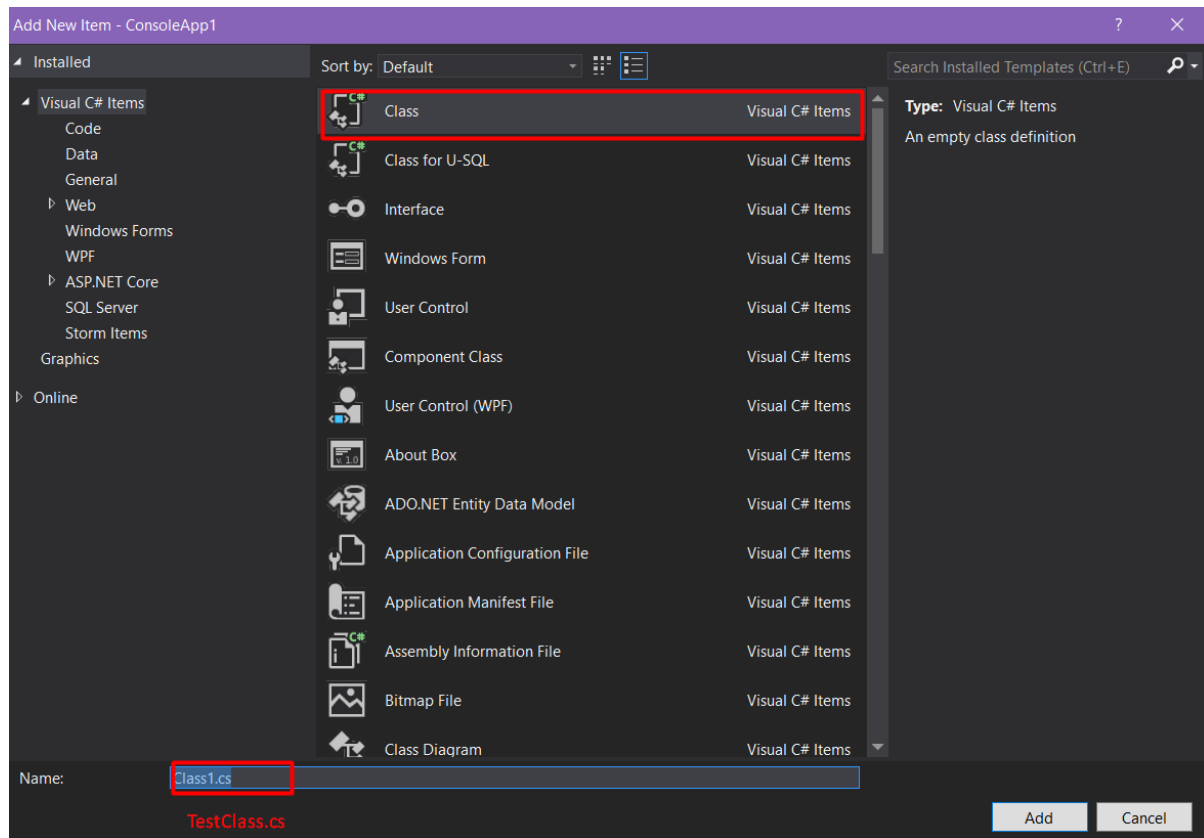 Add New Item - ConsoleApp1 ?
Installed
Sort by: Default
Search Installed Templates (Ctrl+E)
Visual C# Items
Code
Data
General
Web
Windows Forms
WPF
ASP.NET Core
SQL Server
Storm Items
Graphics
Online
C# Class Visual C# Items
C# Class for U-SQL Visual C# Items
Interface Visual C# Items
Windows Form Visual C# Items
User Control Visual C# Items
Component Class Visual C# Items
User Control (WPF) Visual C# Items
v. 1.0 About Box Visual C# Items
ADO.NET Entity Data Model Visual C# Items
Application Configuration File Visual C# Items
Application Manifest File Visual C# Items
C# Assembly Information File Visual C# Items
Bitmap File Visual C# Items
Class Diagram Visual C# Items
Type: Visual C# Items
An empty class definition
Name: Class1.cs
TestClass.cs
Add Cancel